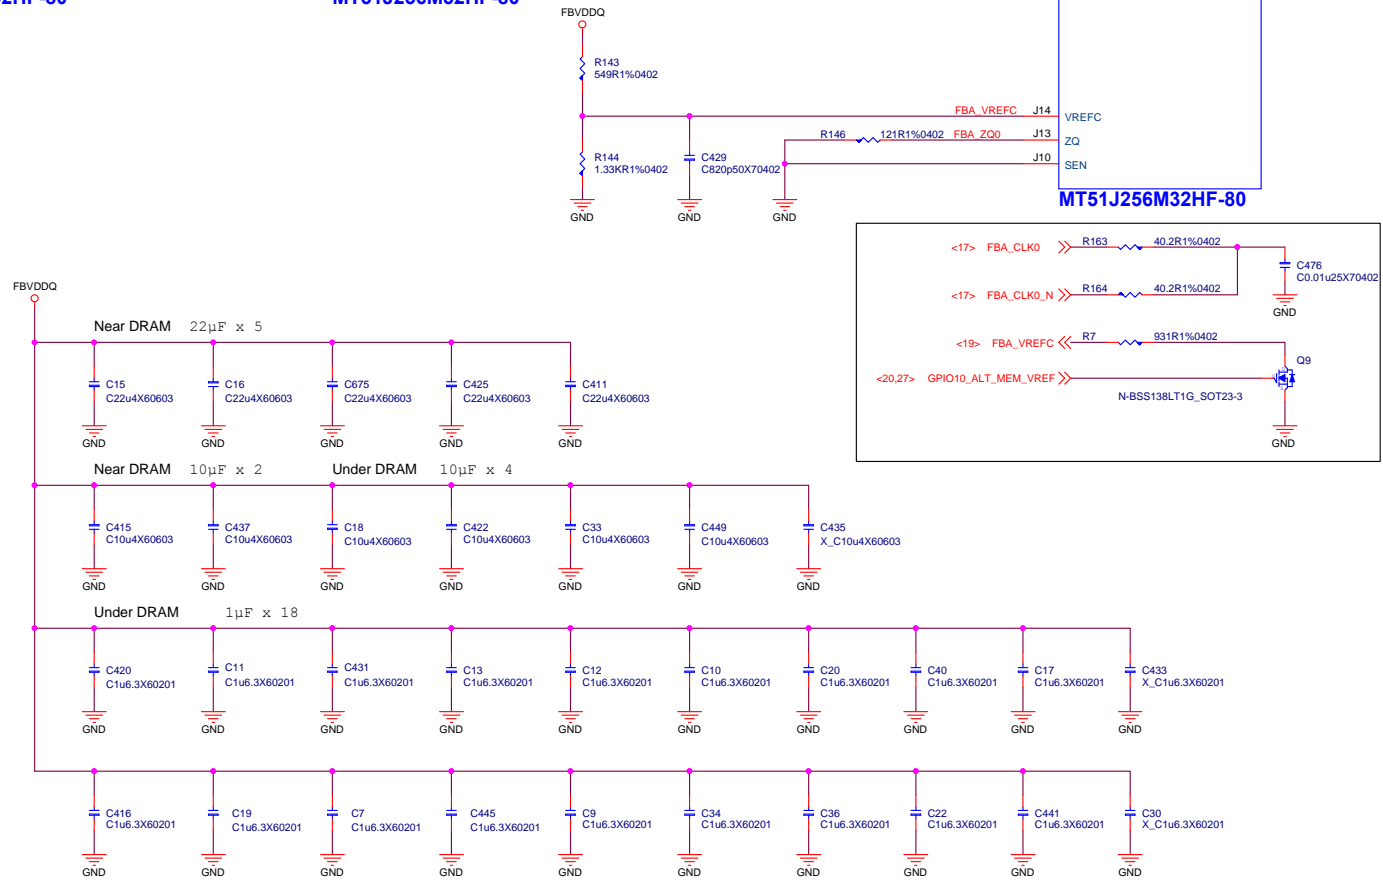 MT51J256M32HF-80
FBVDDQ
R143
549R1%0402
FBA_VREFC J14 VREFC
R146 121R1%0402 FBA_ZQ0 J13 ZQ
R144
1.33KR1%0402
C429
C820p50X70402
J10 SEN
GND GND GND
MT51J256M32HF-80
<17> FBA_CLK0 R163 40.2R1%0402
C476
C0.01u25X70402
<17> FBA_CLK0_N R164 40.2R1%0402
GND
<19> FBA_VREFC R7 931R1%0402
Q9
<20,27> GPIO10_ALT_MEM_VREF
N-BSS138LT1G_SOT23-3
GND
FBVDDQ
Near DRAM 22µF x 5
C15 C16 C675 C425 C411
C22u4X60603 C22u4X60603 C22u4X60603 C22u4X60603 C22u4X60603
GND GND GND GND GND
Near DRAM 10µF x 2 Under DRAM 10µF x 4
C415 C437 C18 C422 C33 C449 C435
C10u4X60603 C10u4X60603 C10u4X60603 C10u4X60603 C10u4X60603 C10u4X60603 X_C10u4X60603
GND GND GND GND GND GND GND
Under DRAM 1µF x 18
C420 C11 C431 C13 C12 C10 C20 C40 C17 C433
C1u6.3X60201 C1u6.3X60201 C1u6.3X60201 C1u6.3X60201 C1u6.3X60201 C1u6.3X60201 C1u6.3X60201 C1u6.3X60201 C1u6.3X60201 X_C1u6.3X60201
GND GND GND GND GND GND GND GND GND GND
C416 C19 C7 C445 C9 C34 C36 C22 C441 C30
C1u6.3X60201 C1u6.3X60201 C1u6.3X60201 C1u6.3X60201 C1u6.3X60201 C1u6.3X60201 C1u6.3X60201 C1u6.3X60201 C1u6.3X60201 X_C1u6.3X60201
GND GND GND GND GND GND GND GND GND GND